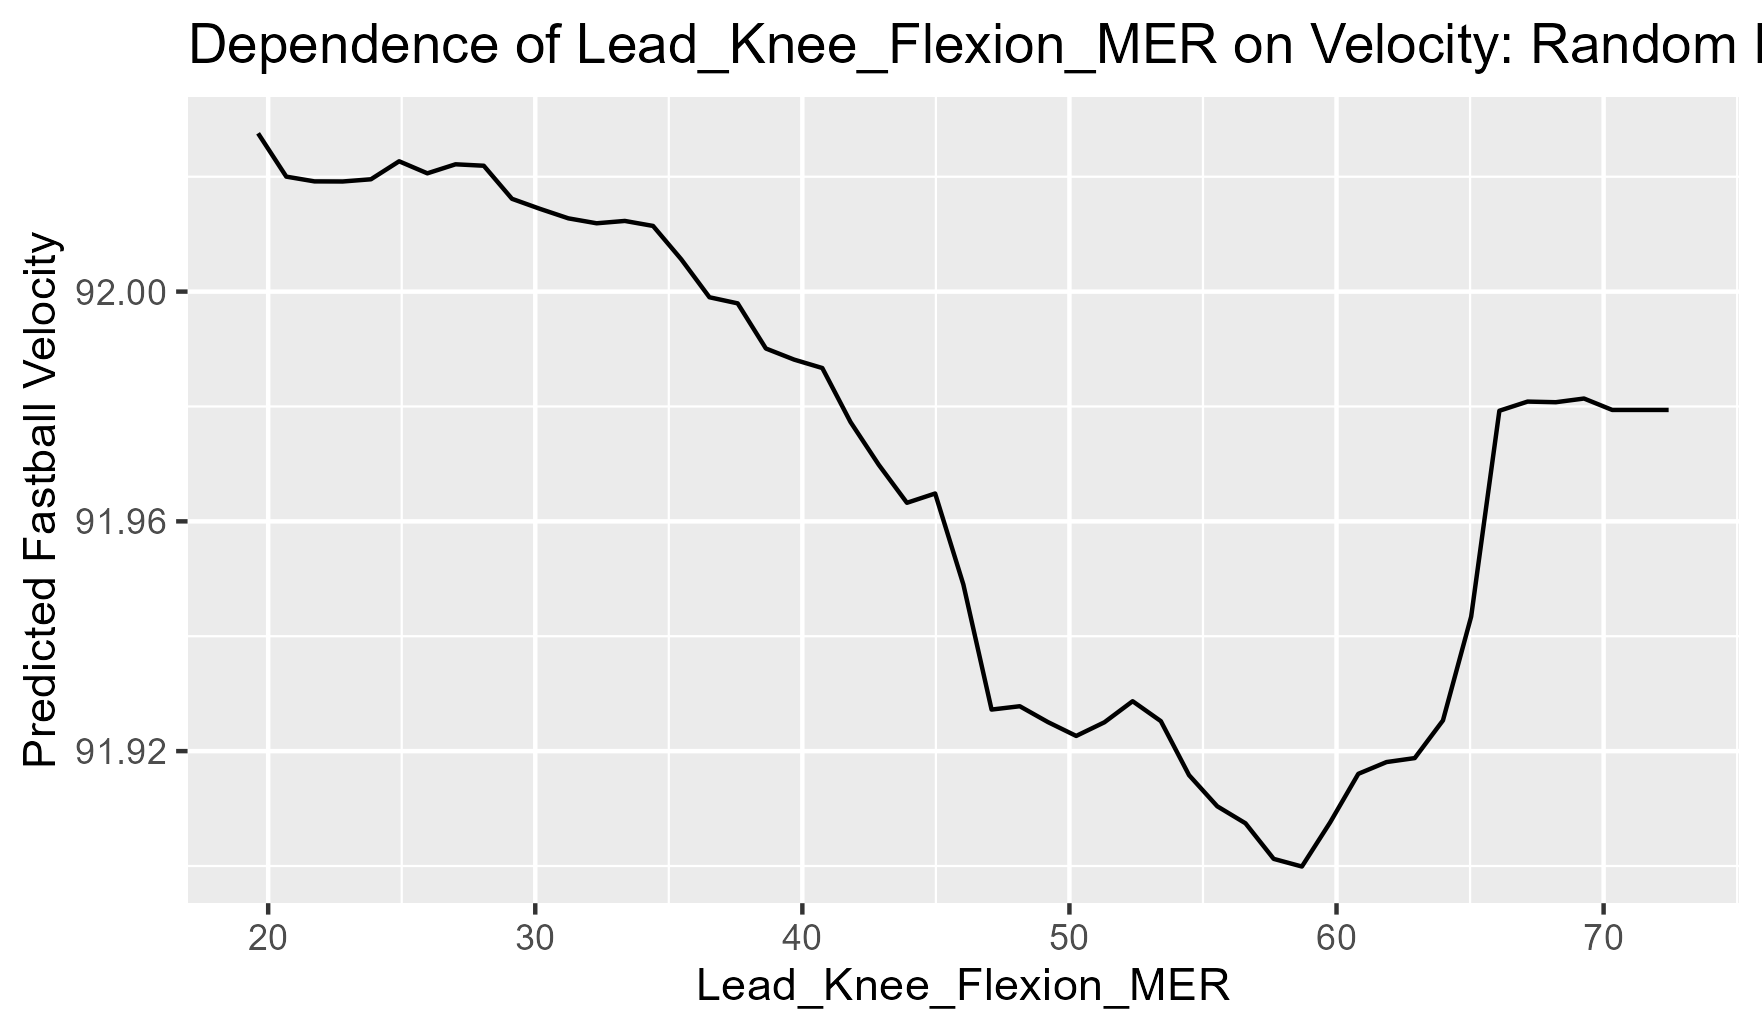 Dependence of Lead_Knee_Flexion_MER on Velocity: Random
Predicted Fastball Velocity
92.00
91.96
91.92
20 30 40 50 60 70
Lead_Knee_Flexion_MER